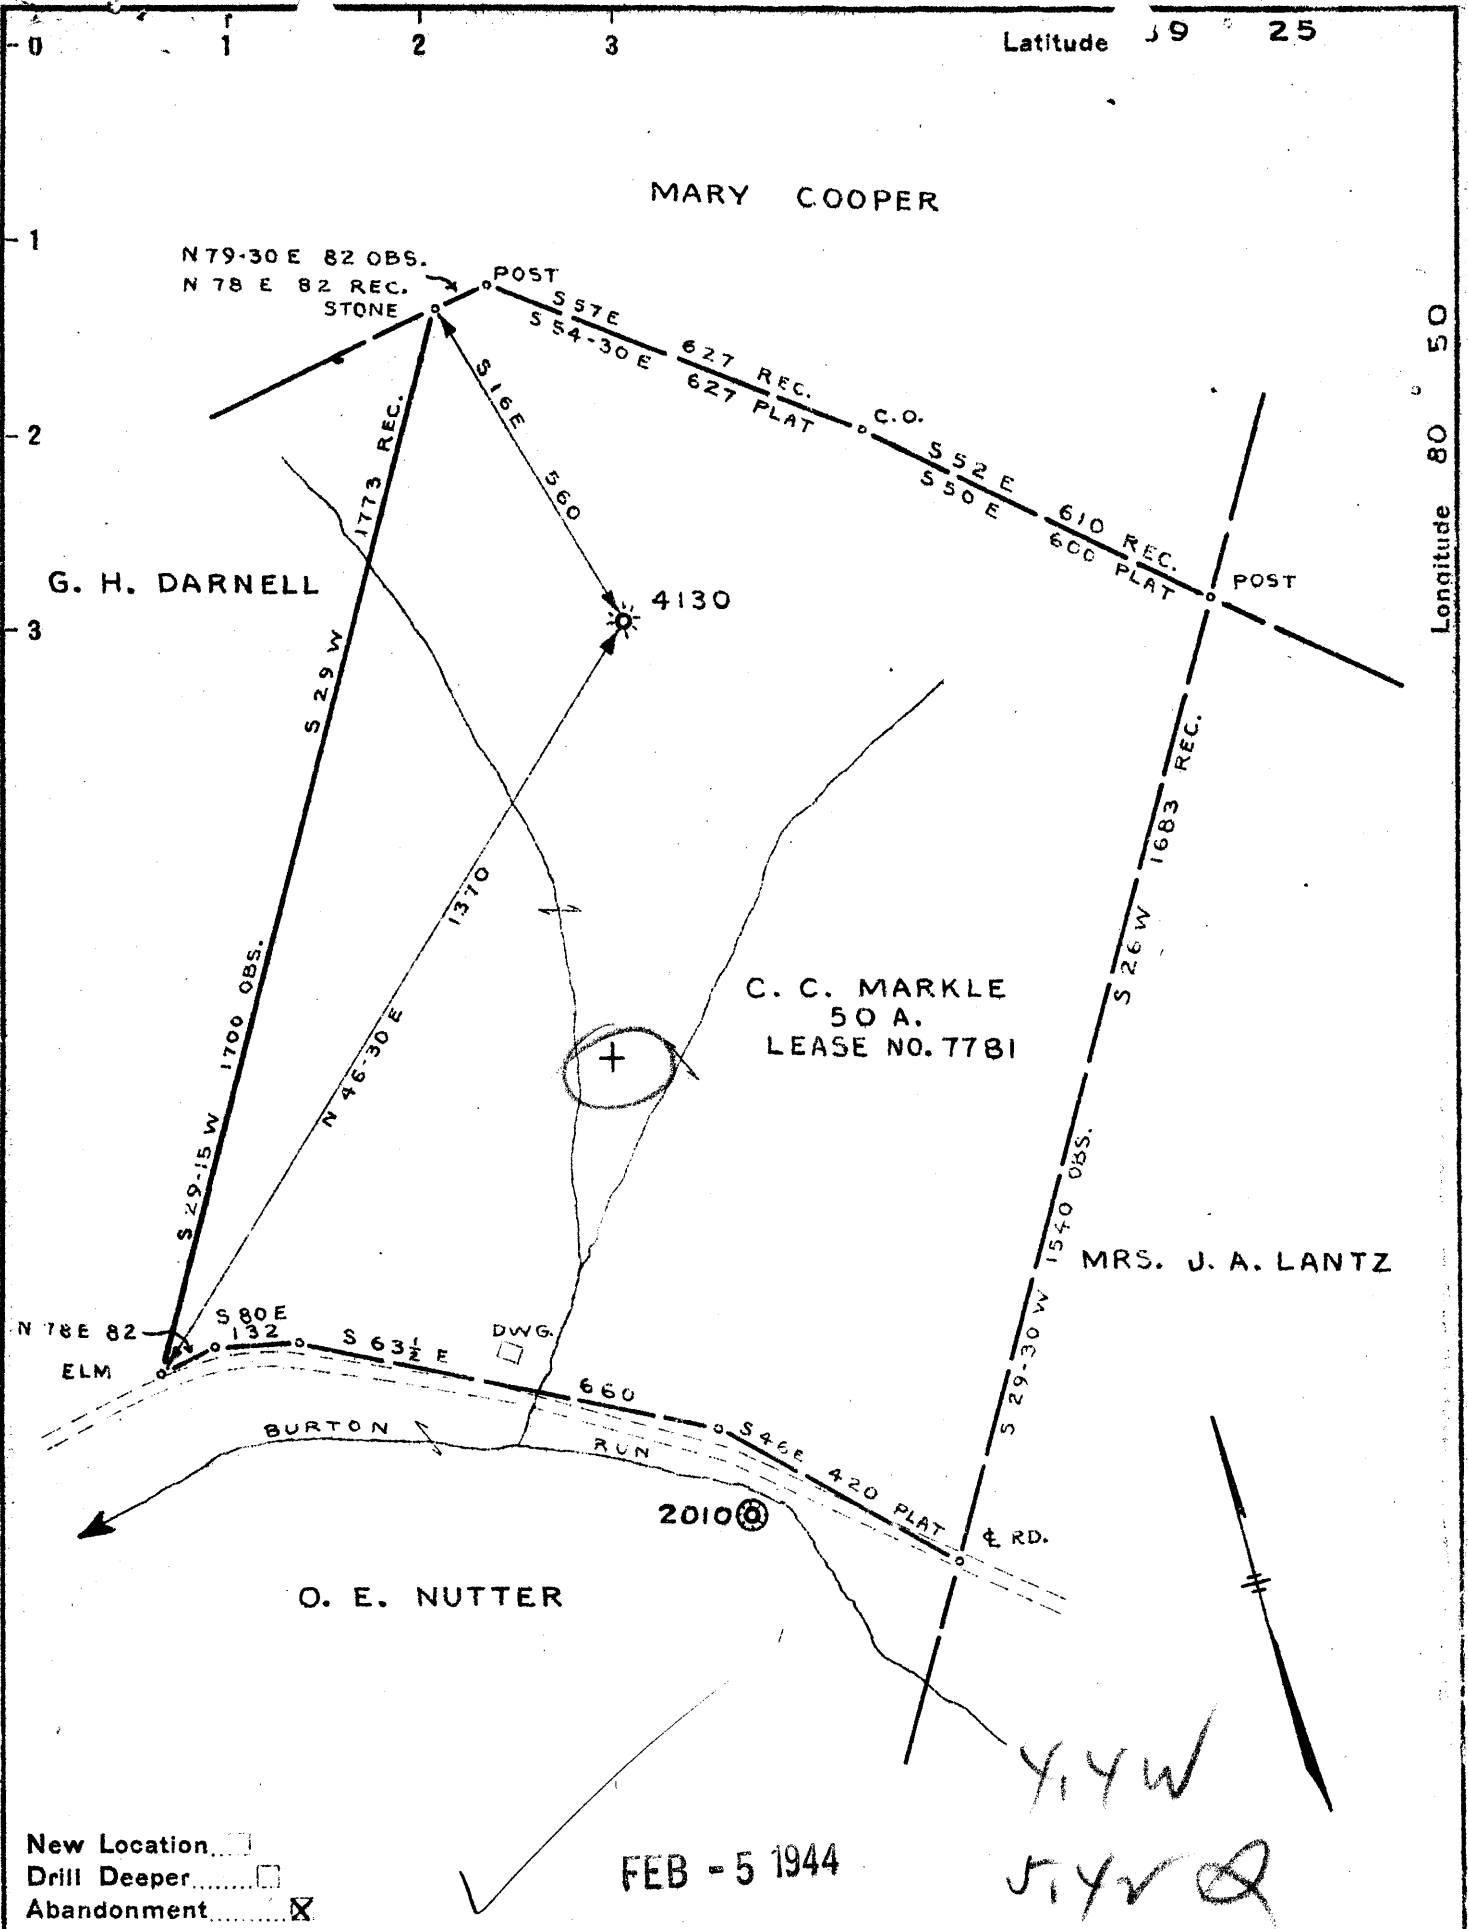 0
1
2
3
Latitude 39 25
MARY COOPER
1
N 79-30 E 82 OBS.
N 78 E 82 REC.
STONE
POST
S 57 E 627 REC.
S 54-30 E 627 PLAT
C.O.
S 52 E 610 REC.
S 50 E 600 PLAT
POST
Longitude 80 50
2
S 16 E 560
4130
G. H. DARNELL
3
S 29 W 1773 REC.
S 29-15 W 1700 OBS.
N 46-30 E 1370
S 26 W 1683 REC.
S 29-30 W 1540 OBS.
C. C. MARKLE
50 A.
LEASE NO. 7781
+
MRS. J. A. LANTZ
N 78 E 82
ELM
S 80 E
132
S 63½ E 660
DWG.
S 46 E 420 PLAT
℄ RD.
BURTON RUN
2010
O. E. NUTTER
4.4 W
New Location
Drill Deeper
Abandonment X
FEB - 5 1944